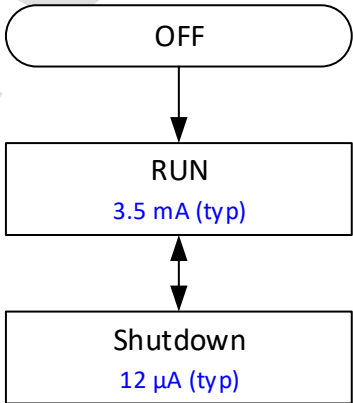 OFF
RUN
3.5 mA (typ)
Shutdown
12 µA (typ)